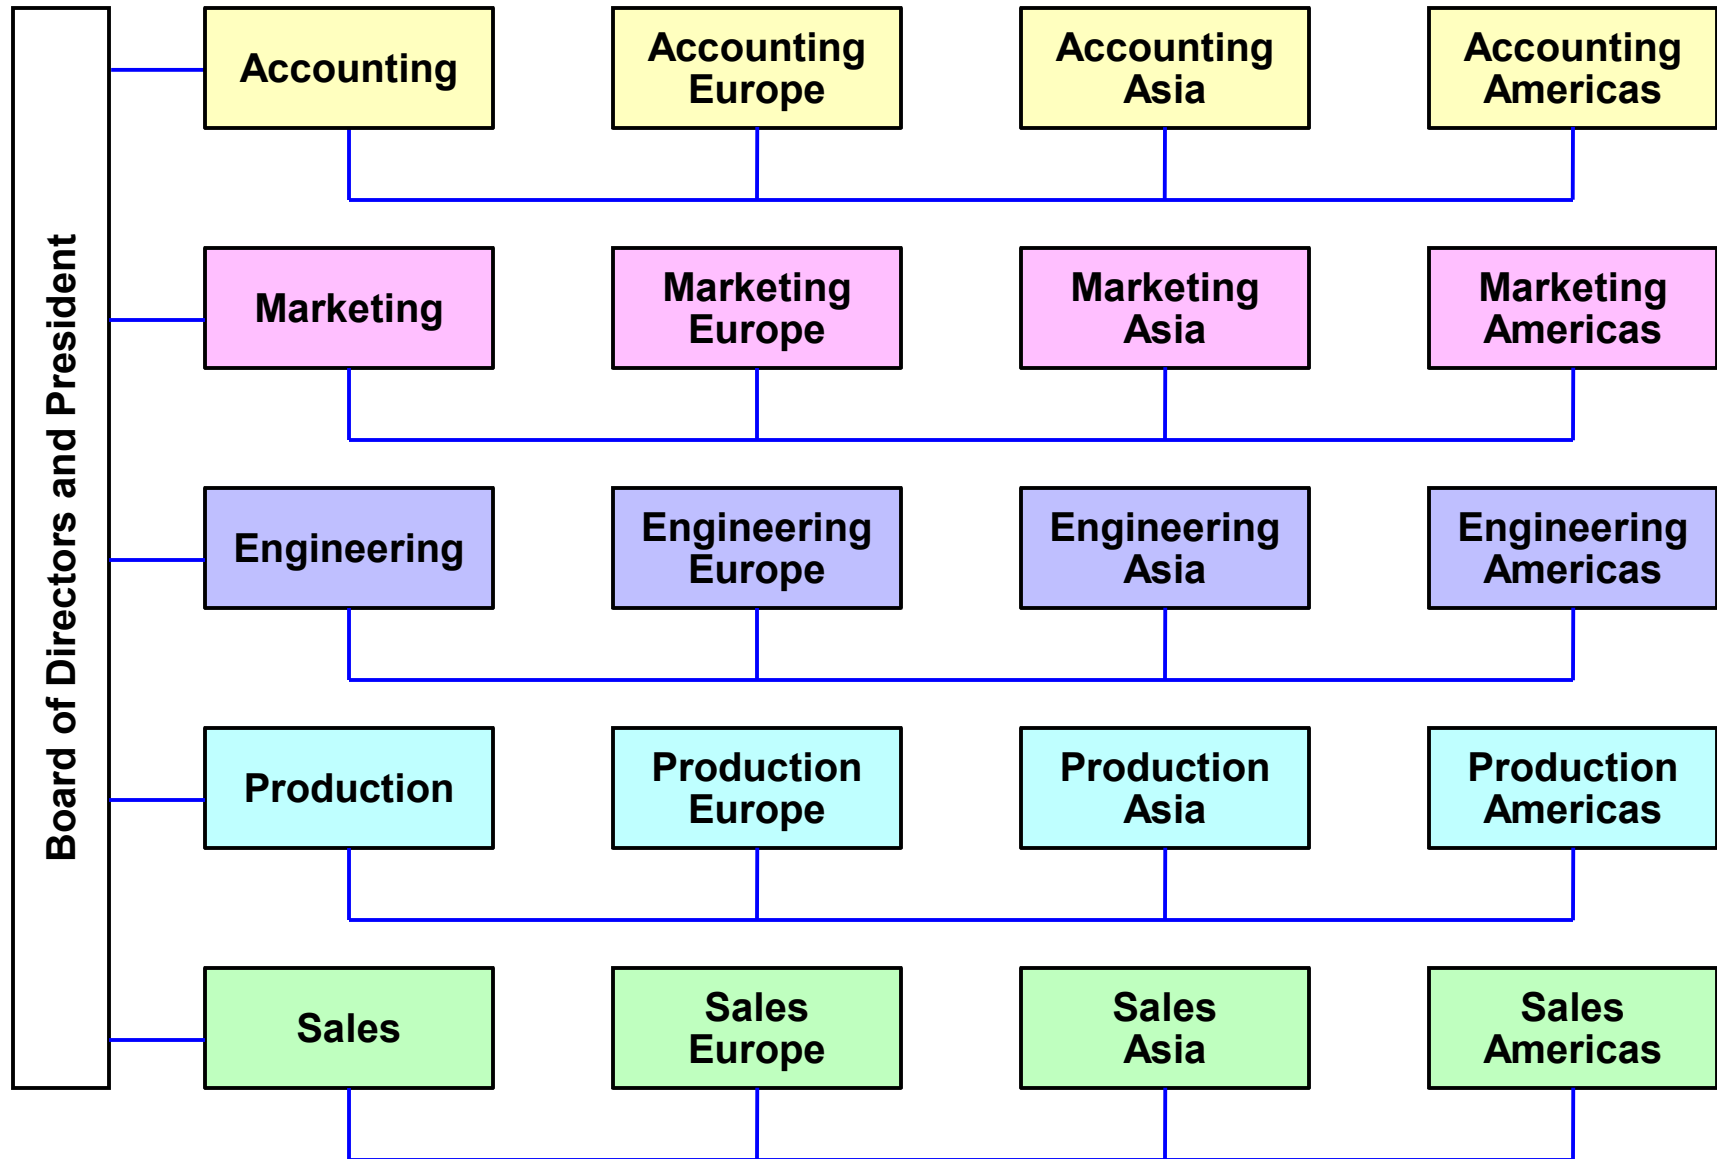 Board of Directors and President
Accounting
Accounting
Europe
Accounting
Asia
Accounting
Americas
Marketing
Marketing
Europe
Marketing
Asia
Marketing
Americas
Engineering
Engineering
Europe
Engineering
Asia
Engineering
Americas
Production
Production
Europe
Production
Asia
Production
Americas
Sales
Sales
Europe
Sales
Asia
Sales
Americas